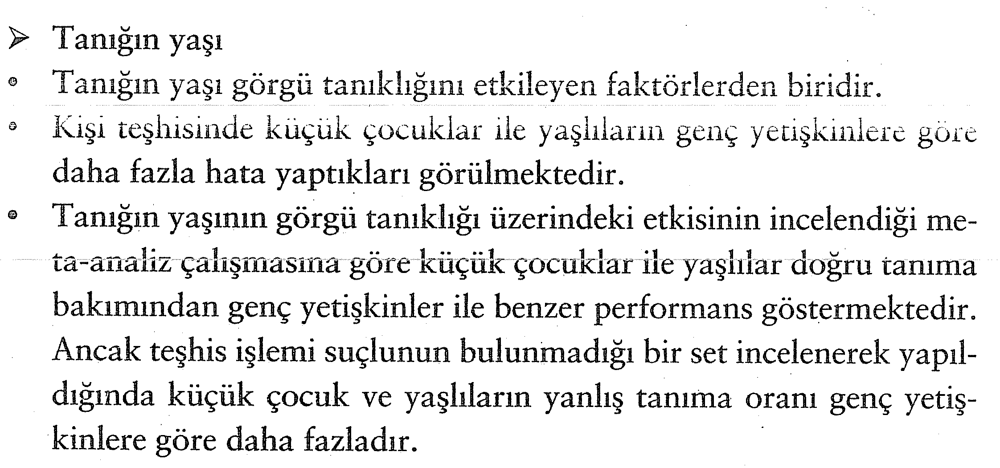 ➢ Tanığın yaşı
• Tanığın yaşı görgü tanıklığını etkileyen faktörlerden biridir.
• Kişi teşhisinde küçük çocuklar ile yaşlıların genç yetişkinlere göre
daha fazla hata yaptıkları görülmektedir.
• Tanığın yaşının görgü tanıklığı üzerindeki etkisinin incelendiği me-
ta-analiz çalışmasına göre küçük çocuklar ile yaşlılar doğru tanıma
bakımından genç yetişkinler ile benzer performans göstermektedir.
Ancak teşhis işlemi suçlunun bulunmadığı bir set incelenerek yapıl-
dığında küçük çocuk ve yaşlıların yanlış tanıma oranı genç yetiş-
kinlere göre daha fazladır.